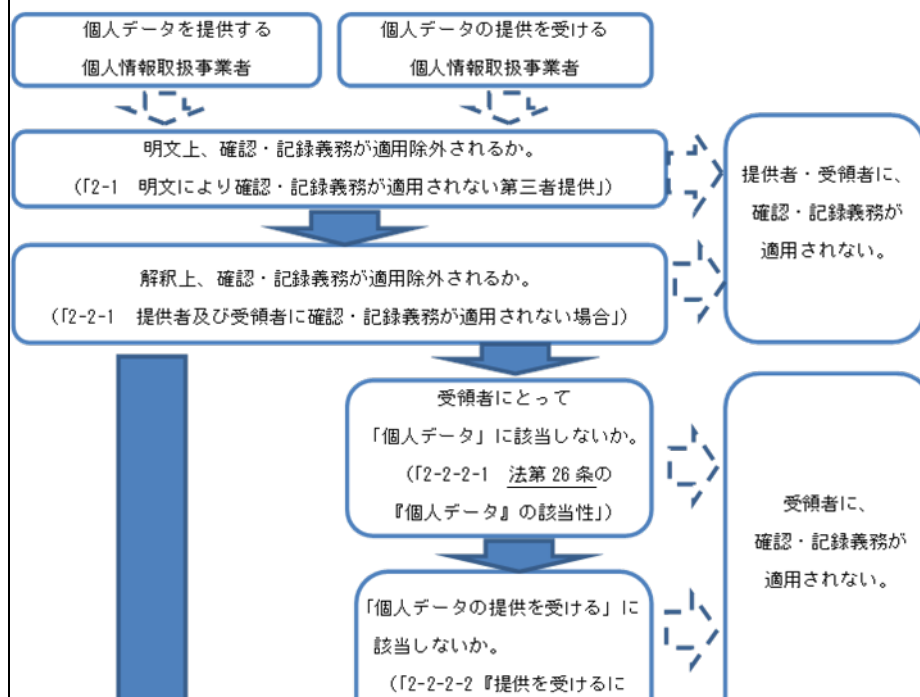 個人データを提供する
個人情報取扱事業者
個人データの提供を受ける
個人情報取扱事業者
明文上、確認・記録義務が適用除外されるか。
(「2-1 明文により確認・記録義務が適用されない第三者提供」)
提供者・受領者に、
確認・記録義務が
適用されない。
解釈上、確認・記録義務が適用除外されるか。
(「2-2-1 提供者及び受領者に確認・記録義務が適用されない場合」)
受領者にとって
「個人データ」に該当しないか。
(「2-2-2-1 法第 26 条の
『個人データ』の該当性」)
受領者に、
確認・記録義務が
適用されない。
「個人データの提供を受ける」に
該当しないか。
(「2-2-2-2『提供を受けるに